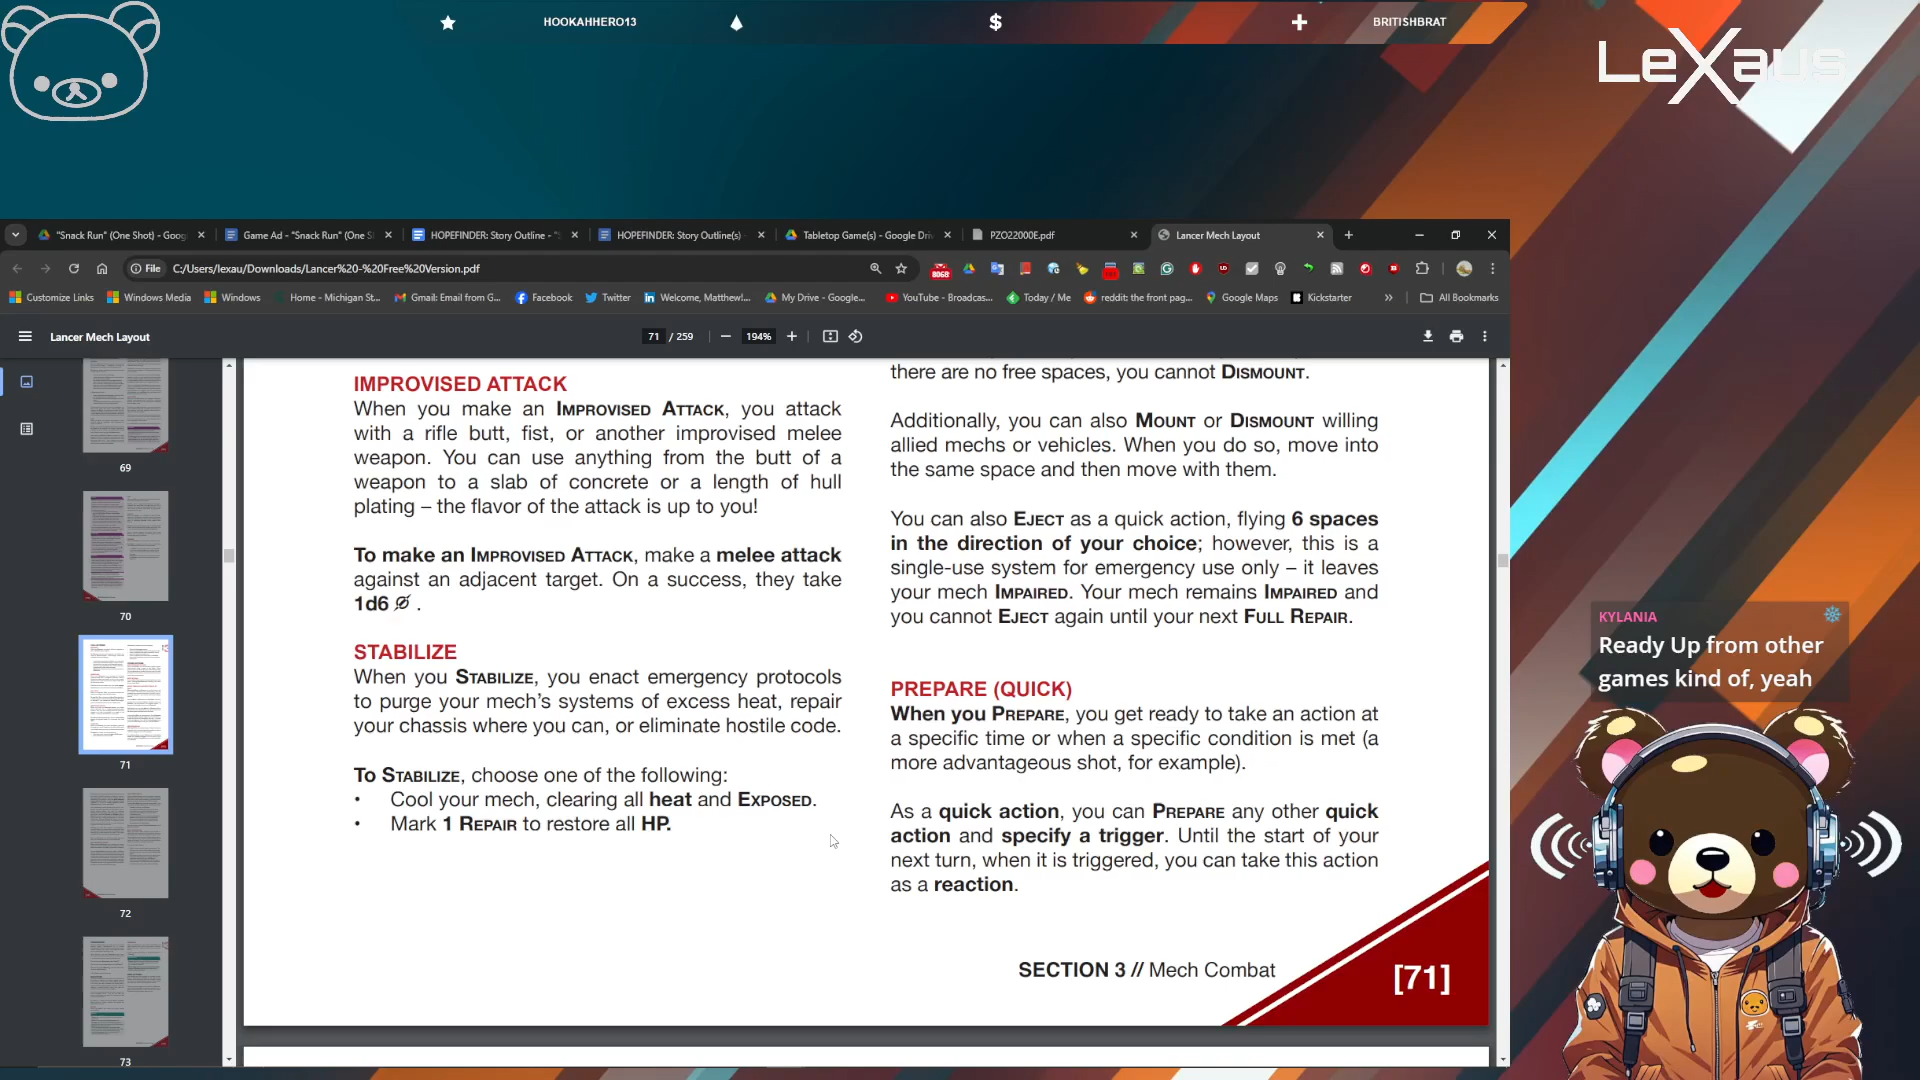 HOOKAHHERO13
$
BRITISHBRAT
LeXaus
"Snack Run" (One Shot) - Goog
Game Ad - "Snack Run" (One S
HOPEFINDER: Story Outline - "S
HOPEFINDER: Story Outline(s)
Tabletop Game(s) - Google Dri
PZO22000E.pdf
Lancer Mech Layout
File
C:/Users/lexau/Downloads/Lancer%20-%20Free%20Version.pdf
8068
Customize Links
Windows Media
Windows
Home - Michigan St...
Gmail: Email from G...
Facebook
Twitter
Welcome, Matthew!...
My Drive - Google...
YouTube - Broadcas...
Today / Me
reddit: the front pag...
Google Maps
Kickstarter
»
All Bookmarks
Lancer Mech Layout
71 / 259
194%
69
70
71
72
73
IMPROVISED ATTACK
When you make an IMPROVISED ATTACK, you attack
with a rifle butt, fist, or another improvised melee
weapon. You can use anything from the butt of a
weapon to a slab of concrete or a length of hull
plating – the flavor of the attack is up to you!
To make an IMPROVISED ATTACK, make a melee attack
against an adjacent target. On a success, they take
1d6 .
STABILIZE
When you STABILIZE, you enact emergency protocols
to purge your mech's systems of excess heat, repair
your chassis where you can, or eliminate hostile code.
To STABILIZE, choose one of the following:
• Cool your mech, clearing all heat and EXPOSED.
• Mark 1 REPAIR to restore all HP.
there are no free spaces, you cannot DISMOUNT.
Additionally, you can also MOUNT or DISMOUNT willing
allied mechs or vehicles. When you do so, move into
the same space and then move with them.
You can also EJECT as a quick action, flying 6 spaces
in the direction of your choice; however, this is a
single-use system for emergency use only – it leaves
your mech IMPAIRED. Your mech remains IMPAIRED and
you cannot EJECT again until your next FULL REPAIR.
PREPARE (QUICK)
When you PREPARE, you get ready to take an action at
a specific time or when a specific condition is met (a
more advantageous shot, for example).
As a quick action, you can PREPARE any other quick
action and specify a trigger. Until the start of your
next turn, when it is triggered, you can take this action
as a reaction.
SECTION 3 // Mech Combat
[71]
KYLANIA
Ready Up from other
games kind of, yeah